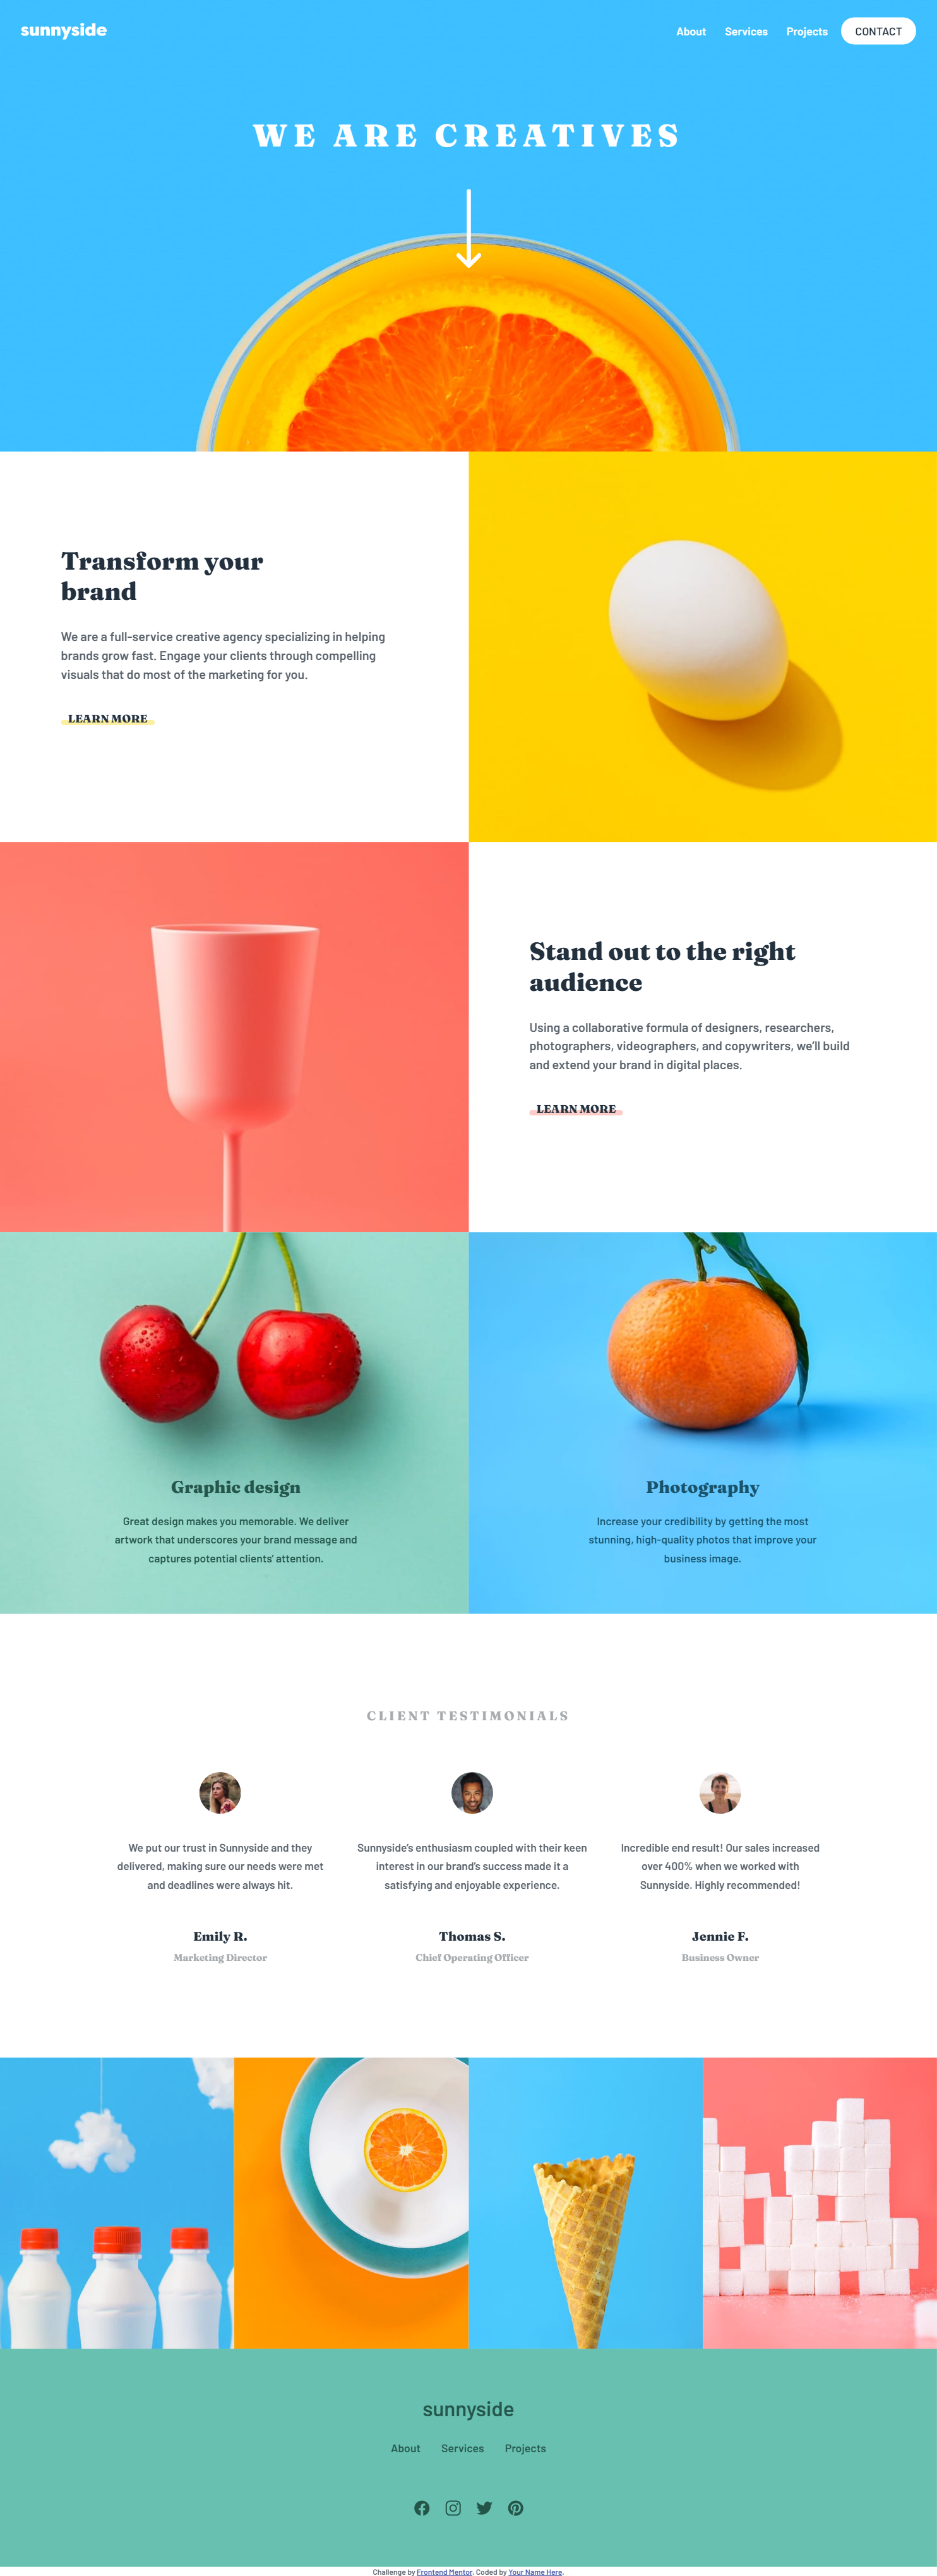 sunnyside
About Services Projects CONTACT
WE ARE CREATIVES
Transform your
brand
We are a full-service creative agency specializing in helping
brands grow fast. Engage your clients through compelling
visuals that do most of the marketing for you.
LEARN MORE
Stand out to the right
audience
Using a collaborative formula of designers, researchers,
photographers, videographers, and copywriters, we'll build
and extend your brand in digital places.
LEARN MORE
Graphic design
Great design makes you memorable. We deliver
artwork that underscores your brand message and
captures potential clients' attention.
Photography
Increase your credibility by getting the most
stunning, high-quality photos that improve your
business image.
CLIENT TESTIMONIALS
We put our trust in Sunnyside and they
delivered, making sure our needs were met
and deadlines were always hit.
Emily R.
Marketing Director
Sunnyside's enthusiasm coupled with their keen
interest in our brand's success made it a
satisfying and enjoyable experience.
Thomas S.
Chief Operating Officer
Incredible end result! Our sales increased
over 400% when we worked with
Sunnyside. Highly recommended!
Jennie F.
Business Owner
sunnyside
About Services Projects
Challenge by Frontend Mentor. Coded by Your Name Here.